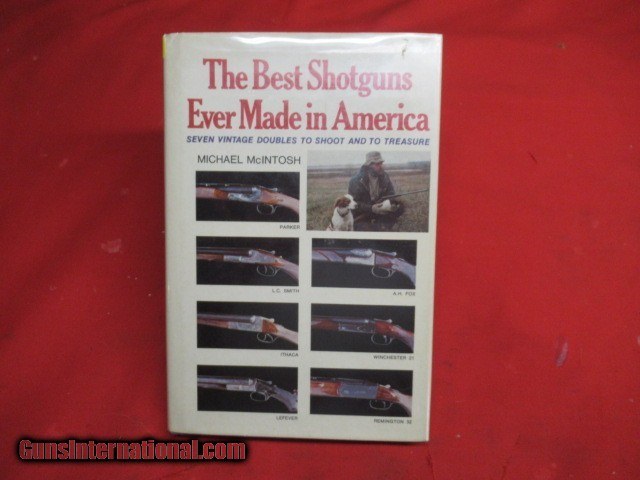 The Best Shotguns
Ever Made in America
SEVEN VINTAGE DOUBLES TO SHOOT AND TO TREASURE
MICHAEL McINTOSH
PARKER
L.C. SMITH
A.H. FOX
ITHACA
WINCHESTER 21
LEFEVER
REMINGTON 32
GunsInternational.com